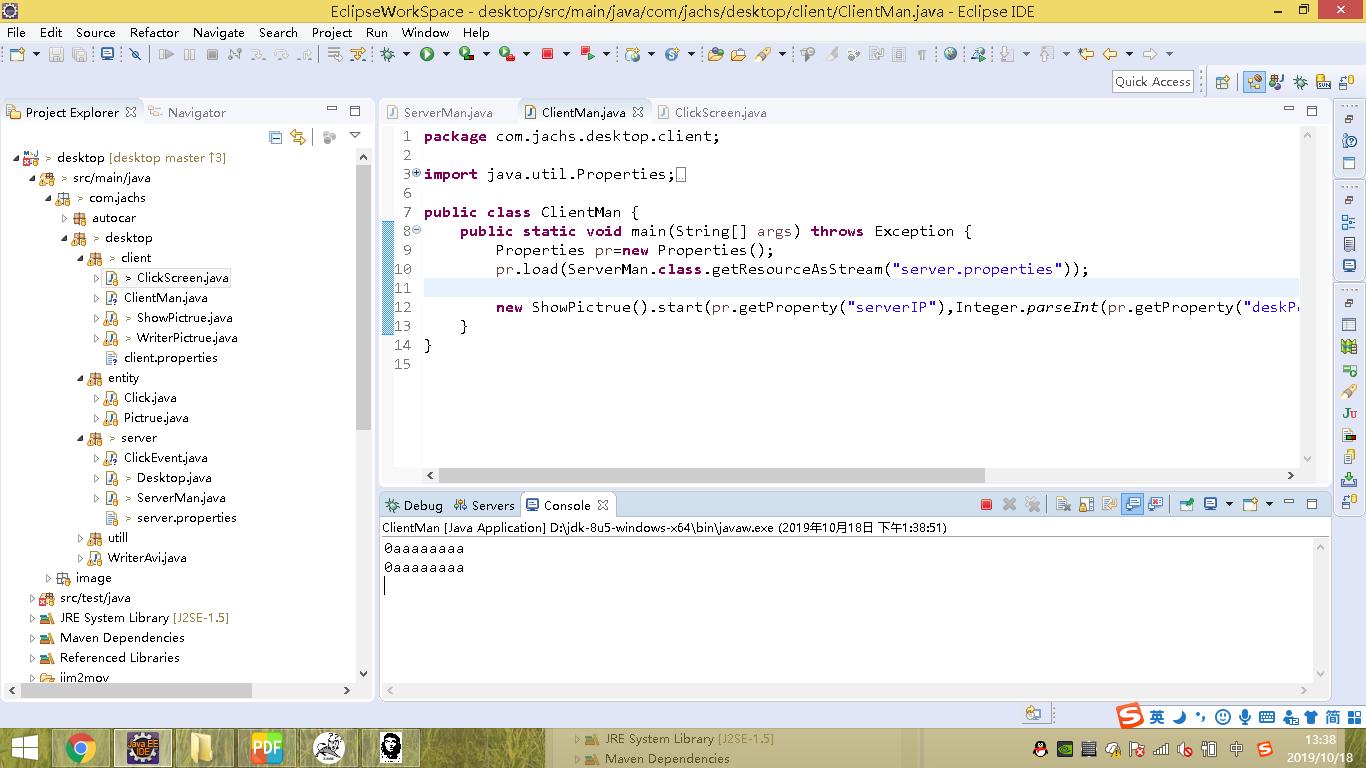 EclipseWorkSpace - desktop/src/main/java/com/jachs/desktop/client/ClientMan.java - Eclipse IDE
File Edit Source Refactor Navigate Search Project Run Window Help
Quick Access
Project Explorer
Navigator
> desktop [desktop master ↑3]
> src/main/java
> com.jachs
autocar
> desktop
> client
> ClickScreen.java
ClientMan.java
> ShowPictrue.java
> WriterPictrue.java
client.properties
entity
Click.java
Pictrue.java
> server
ClickEvent.java
> Desktop.java
> ServerMan.java
> server.properties
utill
WriterAvi.java
image
src/test/java
JRE System Library [J2SE-1.5]
Maven Dependencies
Referenced Libraries
jim2mov
ServerMan.java
ClientMan.java
ClickScreen.java
1 package com.jachs.desktop.client;
2
3 import java.util.Properties;
6
7 public class ClientMan {
8 public static void main(String[] args) throws Exception {
9 Properties pr=new Properties();
10 pr.load(ServerMan.class.getResourceAsStream("server.properties"));
11
12 new ShowPictrue().start(pr.getProperty("serverIP"),Integer.parseInt(pr.getProperty("deskPo
13 }
14 }
15
Debug
Servers
Console
ClientMan [Java Application] D:\jdk-8u5-windows-x64\bin\javaw.exe (2019年10月18日 下午1:38:51)
0aaaaaaaa
0aaaaaaaa
英
简
JRE System Library [J2SE-1.5]
Maven Dependencies
Java EE
IDE
PDF
中
13:38
2019/10/18